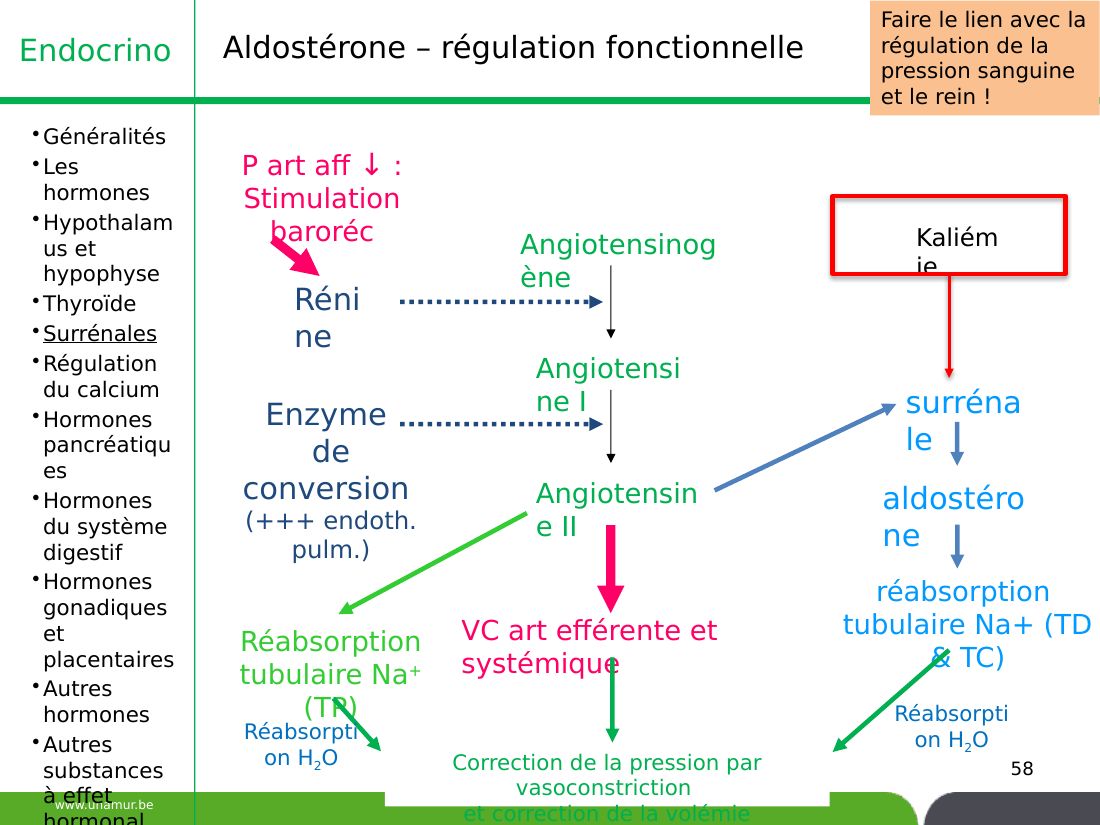 Endocrino
Aldostérone – régulation fonctionnelle
Faire le lien avec la
régulation de la
pression sanguine
et le rein !
•Généralités
•Les
hormones
•Hypothalam
us et
hypophyse
•Thyroïde
•Surrénales
•Régulation
du calcium
•Hormones
pancréatiqu
es
•Hormones
du système
digestif
•Hormones
gonadiques
et
placentaires
•Autres
hormones
•Autres
substances
à effet
hormonal
P art aff ↓ :
Stimulation
baroréc
Réni
ne
Enzyme
de
conversion
(+++ endoth.
pulm.)
Angiotensinog
ène
Angiotensi
ne I
Angiotensin
e II
Kaliém
ie
surréna
le
aldostéro
ne
réabsorption
tubulaire Na+ (TD
& TC)
Réabsorption
tubulaire Na⁺
(TP)
VC art efférente et
systémique
Réabsorpti
on H₂O
Réabsorpti
on H₂O
Correction de la pression par
vasoconstriction
et correction de la volémie
58
www.unamur.be